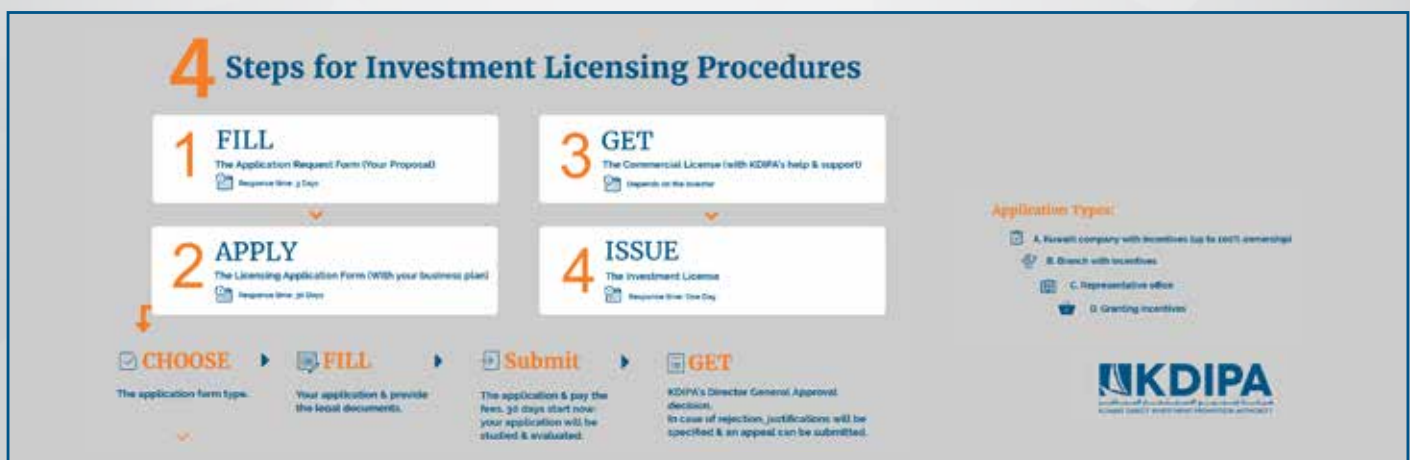 4 Steps for Investment Licensing Procedures
1 FILL
The Application Request Form (Your Proposal)
Response time: 3 Days
2 APPLY
The Licensing Application Form (With your business plan)
Response time: 30 Days
3 GET
The Commercial License (with KDIPA's help & support)
Depends on the investor
4 ISSUE
The Investment License
Response time: One Day
CHOOSE
The application form type.
FILL
Your application & provide
the legal documents.
Submit
The application & pay the
fees. 30 days start now:
your application will be
studied & evaluated.
GET
KDIPA's Director General Approval
decision.
In case of rejection, justifications will be
specified & an appeal can be submitted.
Application Types:
A. Kuwait company with incentives (up to 100% ownership)
B. Branch with incentives
C. Representative office
D. Granting incentives
KDIPA
KUWAIT DIRECT INVESTMENT PROMOTION AUTHORITY